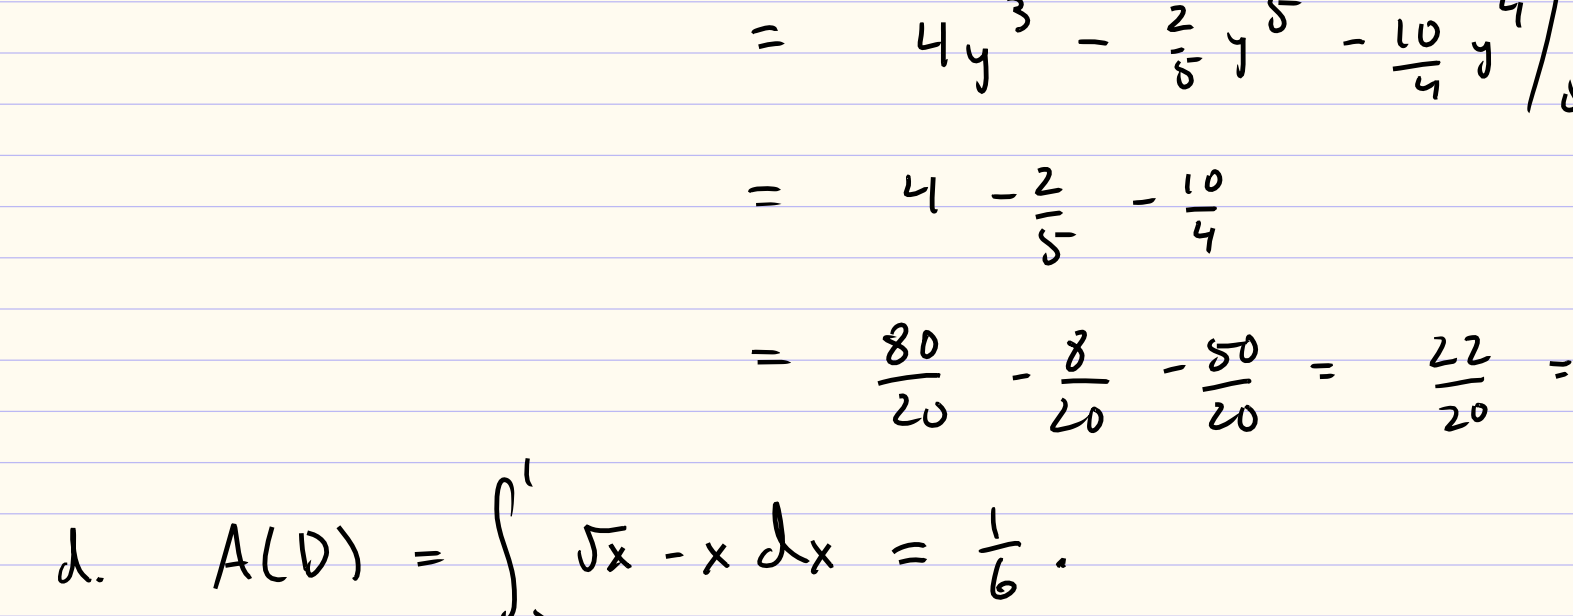 = 4y³ - 2/5 y⁵ - 10/4 y⁴ /
= 4 - 2/5 - 10/4
= 80/20 - 8/20 - 50/20 = 22/20 =
d. A(D) = ∫¹ √x - x dx = 1/6.